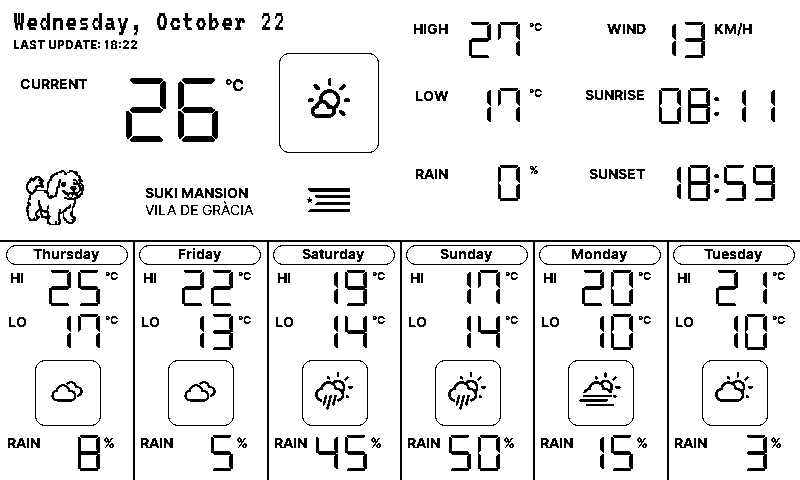 Wednesday, October 22
LAST UPDATE: 18:22
CURRENT 26 °C
HIGH 27 °C
WIND 13 KM/H
LOW 17 °C
SUNRISE 08:11
RAIN 0 %
SUNSET 18:59
SUKI MANSION
VILA DE GRÀCIA
Thursday
HI 25 °C
LO 17 °C
RAIN 8 %
Friday
HI 22 °C
LO 13 °C
RAIN 5 %
Saturday
HI 19 °C
LO 14 °C
RAIN 45 %
Sunday
HI 17 °C
LO 14 °C
RAIN 50 %
Monday
HI 20 °C
LO 10 °C
RAIN 15 %
Tuesday
HI 21 °C
LO 10 °C
RAIN 3 %